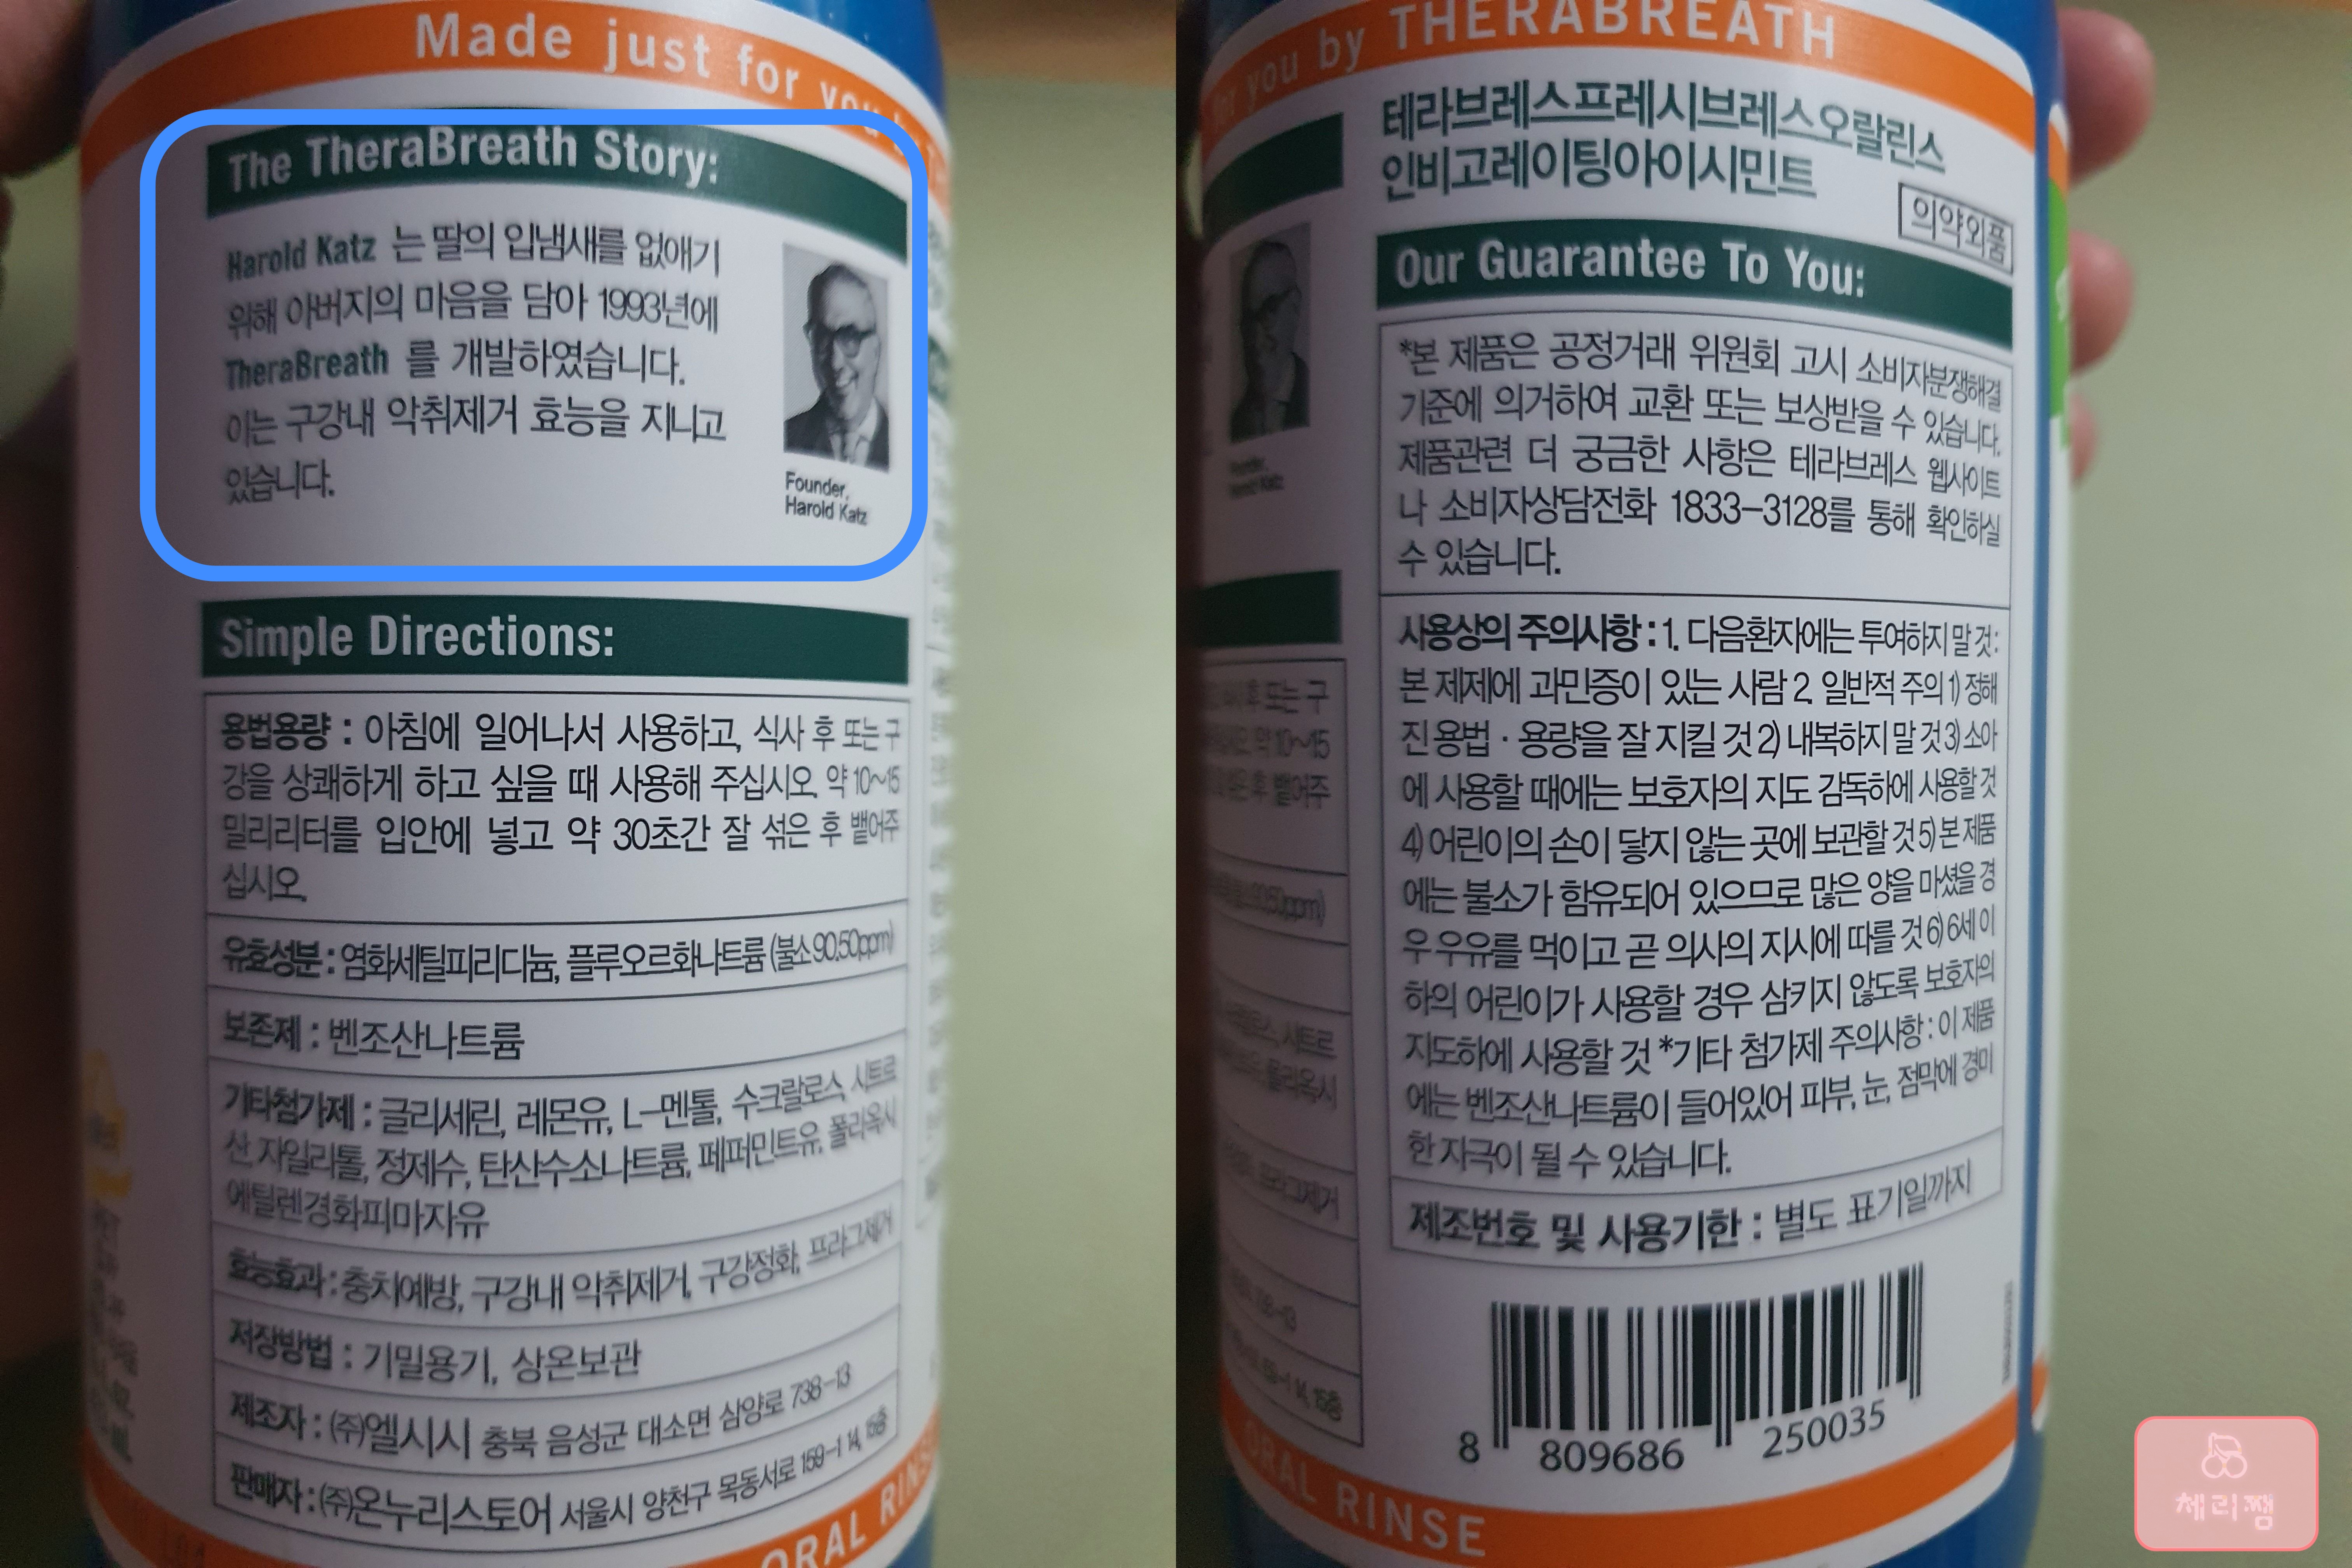 Made just for you
The TheraBreath Story:
Harold Katz 는 딸의 입냄새를 없애기
위해 아버지의 마음을 담아 1993년에
TheraBreath 를 개발하였습니다.
이는 구강내 악취제거 효능을 지니고
있습니다.
Founder,
Harold Katz
Simple Directions:
용법용량 : 아침에 일어나서 사용하고, 식사 후 또는 구
강을 상쾌하게 하고 싶을 때 사용해 주십시오. 약 10~15
밀리리터를 입안에 넣고 약 30초간 잘 섞은 후 뱉어주
십시오.
유효성분 : 염화세틸피리디늄, 플루오르화나트륨 (불소 90.50ppm)
보존제 : 벤조산나트륨
기타첨가제 : 글리세린, 레몬유, L-멘톨, 수크랄로스, 시트르
산 자일리톨, 정제수, 탄산수소나트륨, 페퍼민트유, 폴리옥시
에틸렌경화피마자유
효능효과 : 충치예방, 구강내 악취제거, 구강정화, 프라그제거
저장방법 : 기밀용기, 상온보관
제조자 : (주)엘시시 충북 음성군 대소면 삼양로 738-13
판매자 : (주)온누리스토어 서울시 양천구 목동서로 159-1 14, 15층
ORAL RINS
for you by THERABREATH
테라브레스프레시브레스오랄린스
인비고레이팅아이시민트
의약외품
Our Guarantee To You:
*본 제품은 공정거래 위원회 고시 소비자분쟁해결
기준에 의거하여 교환 또는 보상받을 수 있습니다.
제품관련 더 궁금한 사항은 테라브레스 웹사이트
나 소비자상담전화 1833-3128를 통해 확인하실
수 있습니다.
사용상의 주의사항 : 1. 다음환자에는 투여하지 말 것 :
본 제제에 과민증이 있는 사람 2. 일반적 주의 1) 정해
진 용법 · 용량을 잘 지킬 것 2) 내복하지 말 것 3) 소아
에 사용할 때에는 보호자의 지도 감독하에 사용할 것
4) 어린이의 손이 닿지 않는 곳에 보관할 것 5) 본 제품
에는 불소가 함유되어 있으므로 많은 양을 마셨을 경
우 우유를 먹이고 곧 의사의 지시에 따를 것 6) 6세 이
하의 어린이가 사용할 경우 삼키지 않도록 보호자의
지도하에 사용할 것 *기타 첨가제 주의사항 : 이 제품
에는 벤조산나트륨이 들어있어 피부, 눈, 점막에 경미
한 자극이 될 수 있습니다.
제조번호 및 사용기한 : 별도 표기일까지
8 809686 250035
ORAL RINSE
체리쨈